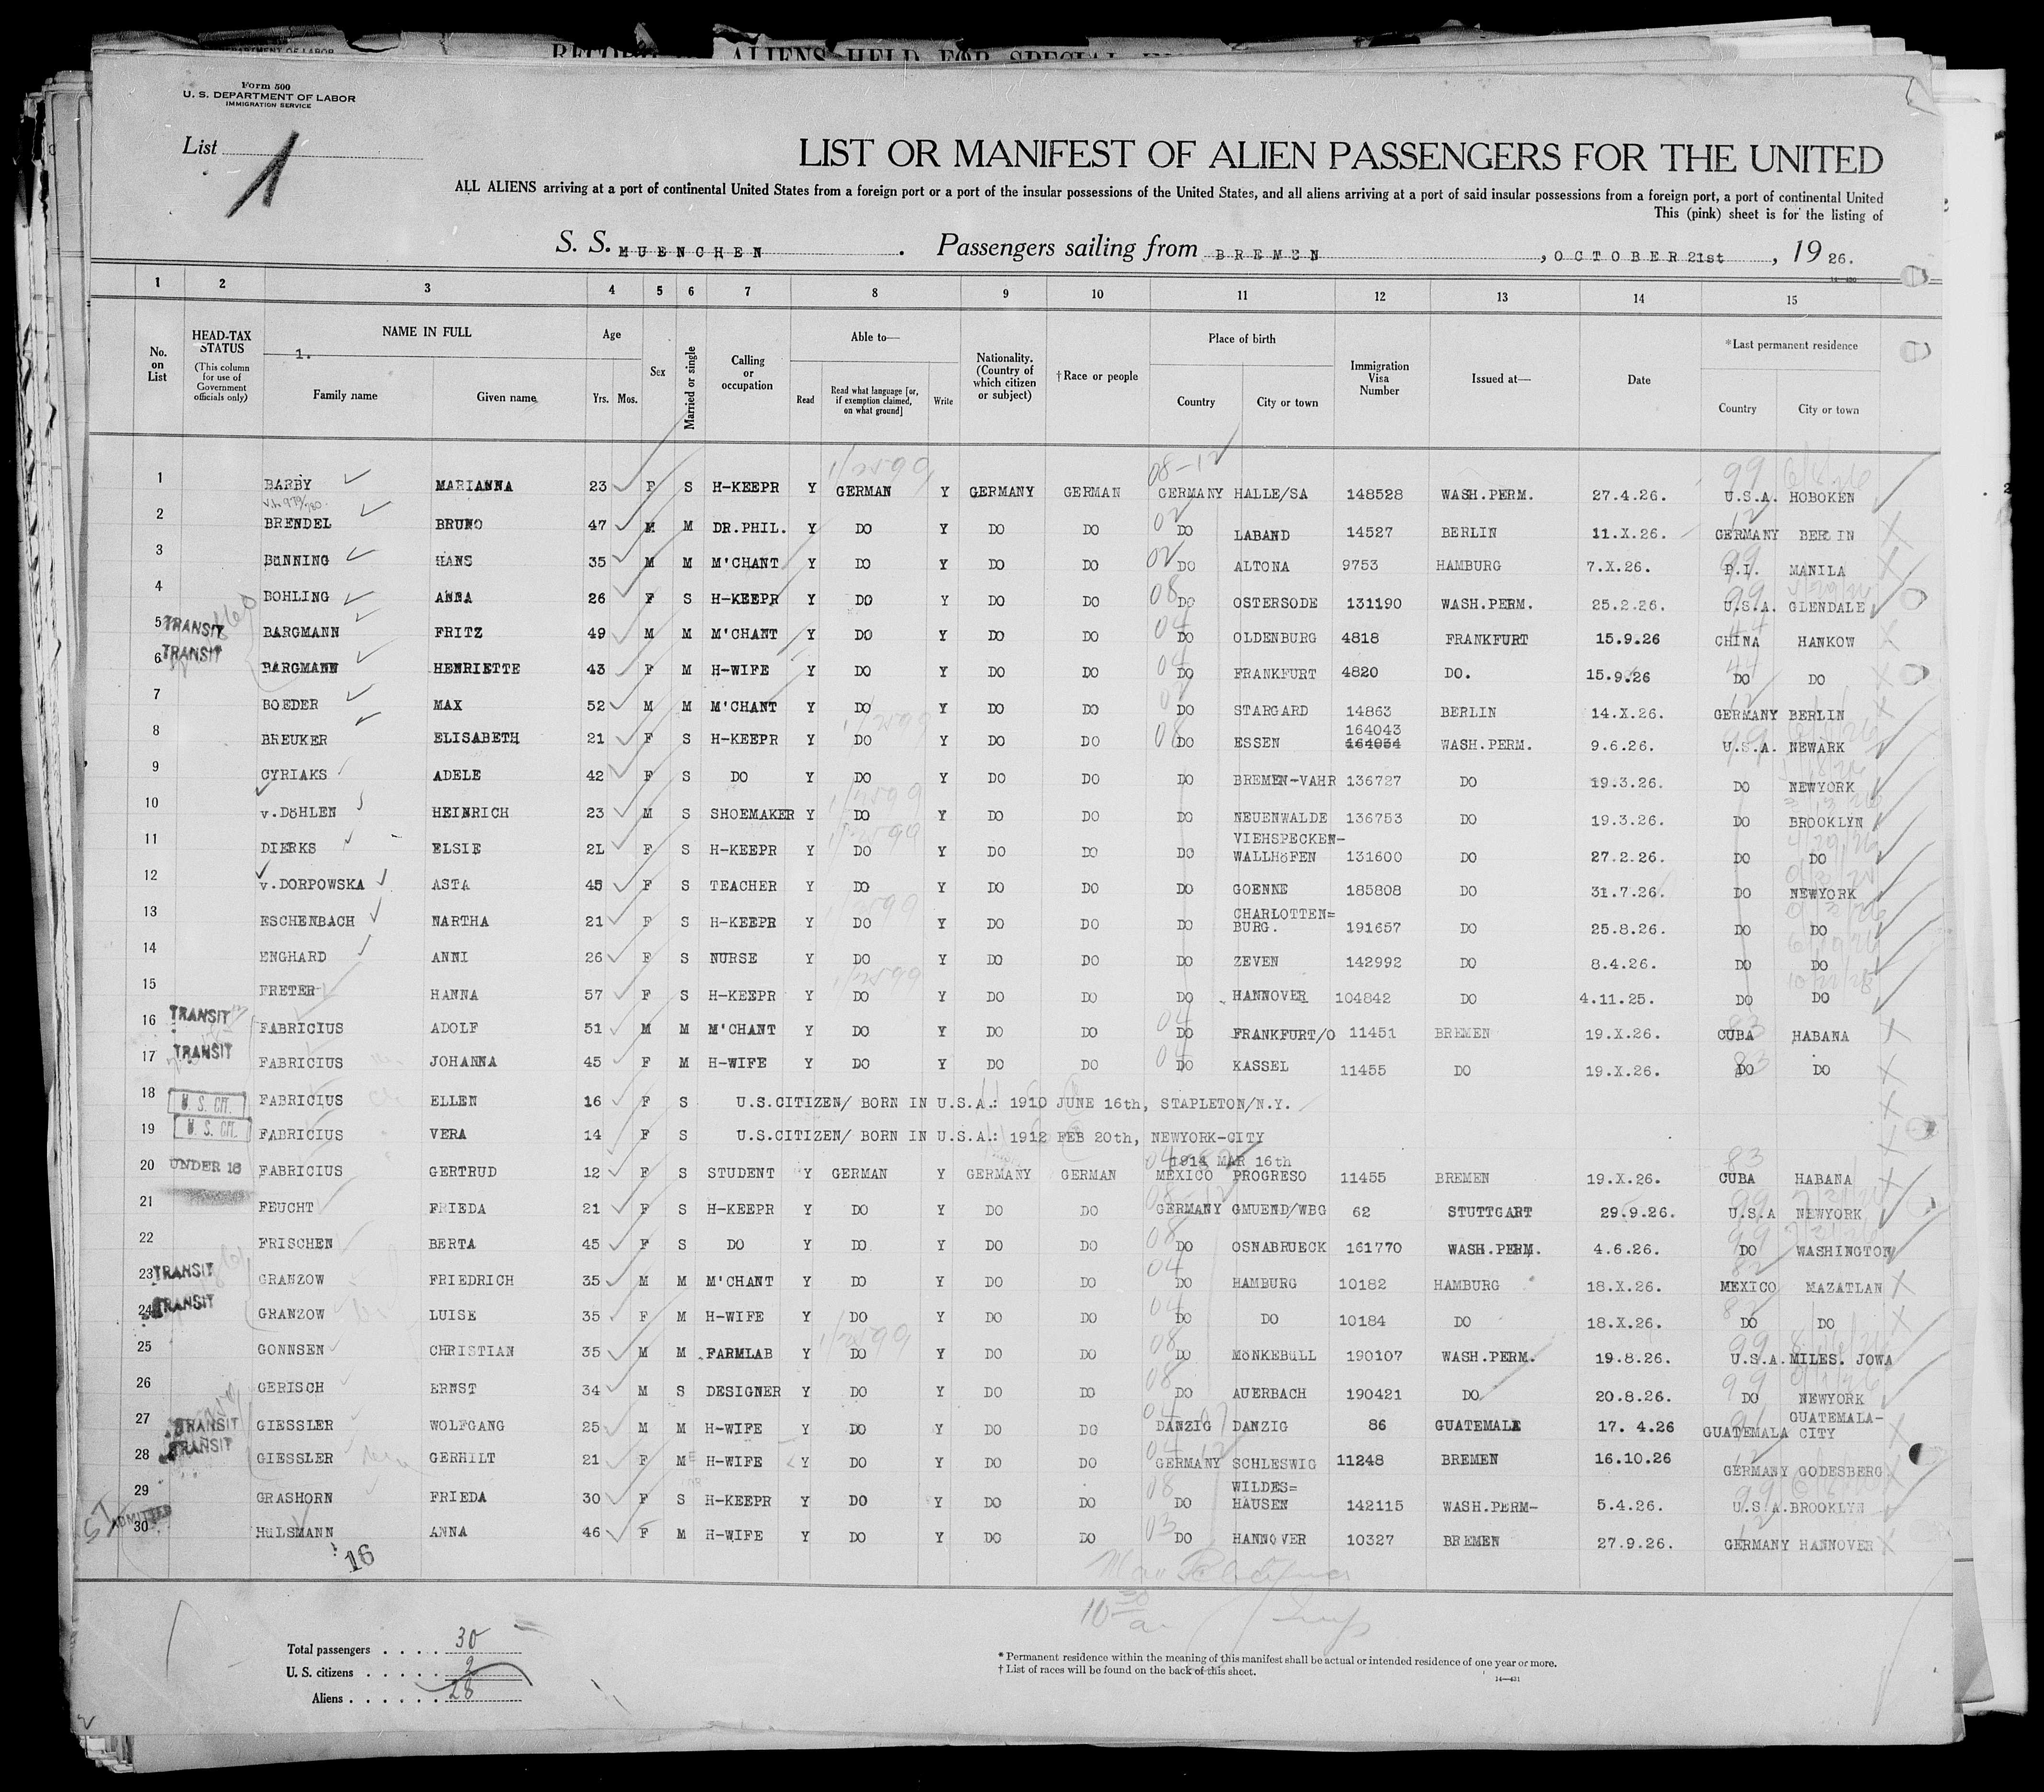 Form 500
U. S. DEPARTMENT OF LABOR
IMMIGRATION SERVICE
List 1
LIST OR MANIFEST OF ALIEN PASSENGERS FOR THE UNITED
ALL ALIENS arriving at a port of continental United States from a foreign port or a port of the insular possessions of the United States, and all aliens arriving at a port of said insular possessions from a foreign port, a port of continental United
This (pink) sheet is for the listing of
S. S. MUENCHEN . Passengers sailing from BREMEN , OCTOBER 21st , 19 26.
1 2 3 4 5 6 7 8 9 10 11 12 13 14 15
No. on List
HEAD-TAX STATUS (This column for use of Government officials only)
NAME IN FULL 1. Family name Given name
Age Yrs. Mos.
Sex
Married or single
Calling or occupation
Able to— Read Read what language [or, if exemption claimed, on what ground] Write
Nationality. (Country of which citizen or subject)
†Race or people
Place of birth Country City or town
Immigration Visa Number
Issued at—
Date
*Last permanent residence Country City or town
1 BARBY MARIANNA 23 F S H-KEEPR Y GERMAN Y GERMANY GERMAN GERMANY HALLE/SA 148528 WASH.PERM. 27.4.26. U.S.A. HOBOKEN
2 BRENDEL BRUNO 47 M M DR.PHIL. Y DO Y DO DO DO LABAND 14527 BERLIN 11.X.26. GERMANY BERLIN
3 BüNNING HANS 35 M M M'CHANT Y DO Y DO DO DO ALTONA 9753 HAMBURG 7.X.26. P.I. MANILA
4 BOHLING ANNA 26 F S H-KEEPR Y DO Y DO DO DO OSTERSODE 131190 WASH.PERM. 25.2.26. U.S.A. GLENDALE
5 TRANSIT BARGMANN FRITZ 49 M M M'CHANT Y DO Y DO DO DO OLDENBURG 4818 FRANKFURT 15.9.26 CHINA HANKOW
6 TRANSIT BARGMANN HENRIETTE 43 F M H-WIFE Y DO Y DO DO DO FRANKFURT 4820 DO. 15.9.26 DO DO
7 BOEDER MAX 52 M M M'CHANT Y DO Y DO DO DO STARGARD 14863 BERLIN 14.X.26. GERMANY BERLIN
8 BREUKER ELISABETH 21 F S H-KEEPR Y DO Y DO DO DO ESSEN 164043 164034 WASH.PERM. 9.6.26. U.S.A. NEWARK
9 CYRIAKS ADELE 42 F S DO Y DO Y DO DO DO BREMEN-VAHR 136727 DO 19.3.26. DO NEWYORK
10 v.DöHLEN HEINRICH 23 M S SHOEMAKER Y DO Y DO DO DO NEUENWALDE 136753 DO 19.3.26. DO BROOKLYN
11 DIERKS ELSIE 2L F S H-KEEPR Y DO Y DO DO DO VIEHSPECKEN-WALLHöFEN 131600 DO 27.2.26. DO DO
12 v.DORPOWSKA ASTA 45 F S TEACHER Y DO Y DO DO DO GOENNE 185808 DO 31.7.26. DO NEWYORK
13 ESCHENBACH NARTHA 21 F S H-KEEPR Y DO Y DO DO DO CHARLOTTEN=BURG. 191657 DO 25.8.26. DO DO
14 ENGHARD ANNI 26 F S NURSE Y DO Y DO DO DO ZEVEN 142992 DO 8.4.26. DO DO
15 FRETER HANNA 57 F S H-KEEPR Y DO Y DO DO DO HANNOVER 104842 DO 4.11.25. DO DO
16 TRANSIT FABRICIUS ADOLF 51 M M M'CHANT Y DO Y DO DO DO FRANKFURT/O 11451 BREMEN 19.X.26. CUBA HABANA
17 TRANSIT FABRICIUS JOHANNA 45 F M H-WIFE Y DO Y DO DO DO KASSEL 11455 DO 19.X.26. DO DO
18 U. S. CIT. FABRICIUS ELLEN 16 F S U.S.CITIZEN/ BORN IN U.S.A.: 1910 JUNE 16th, STAPLETON/N.Y.
19 U. S. CIT. FABRICIUS VERA 14 F S U.S.CITIZEN/ BORN IN U.S.A.: 1912 FEB 20th, NEWYORK-CITY
20 UNDER 16 FABRICIUS GERTRUD 12 F S STUDENT Y GERMAN Y GERMANY GERMAN 1914 MAR 16th MEXICO PROGRESO 11455 BREMEN 19.X.26. CUBA HABANA
21 FEUCHT FRIEDA 21 F S H-KEEPR Y DO Y DO DO GERMANY GMUEND/WBG 62 STUTTGART 29.9.26. U.S.A NEWYORK
22 FRISCHEN BERTA 45 F S DO Y DO Y DO DO DO OSNABRUECK 161770 WASH.PERM. 4.6.26. DO WASHINGTON
23 TRANSIT GRANZOW FRIEDRICH 35 M M M'CHANT Y DO Y DO DO DO HAMBURG 10182 HAMBURG 18.X.26. MEXICO MAZATLAN
24 TRANSIT GRANZOW LUISE 35 F M H-WIFE Y DO Y DO DO DO DO 10184 DO 18.X.26. DO DO
25 GONNSEN CHRISTIAN 35 M M FARMLAB Y DO Y DO DO DO MöNKEBüLL 190107 WASH.PERM. 19.8.26. U.S.A. MILES. JOWA
26 GERISCH ERNST 34 M S DESIGNER Y DO Y DO DO DO AUERBACH 190421 DO 20.8.26. DO NEWYORK
27 TRANSIT GIESSLER WOLFGANG 25 M M H-WIFE Y DO Y DO DO DANZIG DANZIG 86 GUATEMALE 17. 4.26 GUATEMALA GUATEMALA-CITY
28 TRANSIT GIESSLER GERHILT 21 F M H-WIFE Y DO Y DO DO GERMANY SCHLESWIG 11248 BREMEN 16.10.26 GERMANY GODESBERG
29 GRASHORN FRIEDA 30 F S H-KEEPR Y DO Y DO DO DO WILDES=HAUSEN 142115 WASH.PERM- 5.4.26. U.S.A. BROOKLYN
30 ADMITTED HüLSMANN ANNA 46 F M H-WIFE Y DO Y DO DO DO HANNOVER 10327 BREMEN 27.9.26. GERMANY HANNOVER
16
Total passengers . . . . 30
U. S. citizens . . . . . 2
Aliens . . . . . . 28
* Permanent residence within the meaning of this manifest shall be actual or intended residence of one year or more.
† List of races will be found on the back of this sheet.
14—431